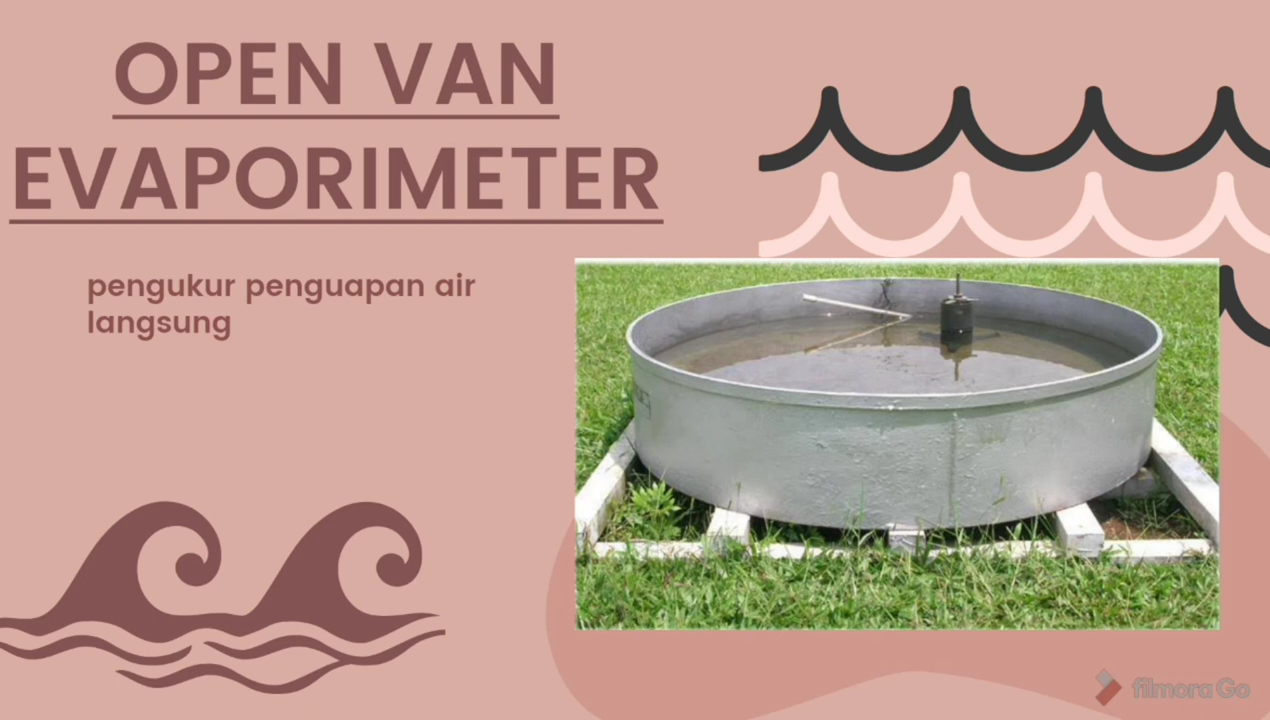 OPEN VAN
EVAPORIMETER
pengukur penguapan air
langsung
filmora Go